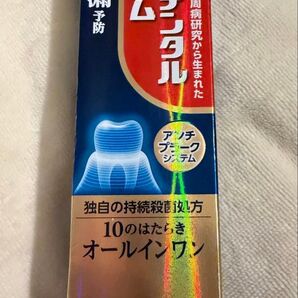 周病研究から生まれた
デンタル
ム
予防
アンチ
プラーク
システム
独自の持続殺菌処方
10のはたらき
オールインワン